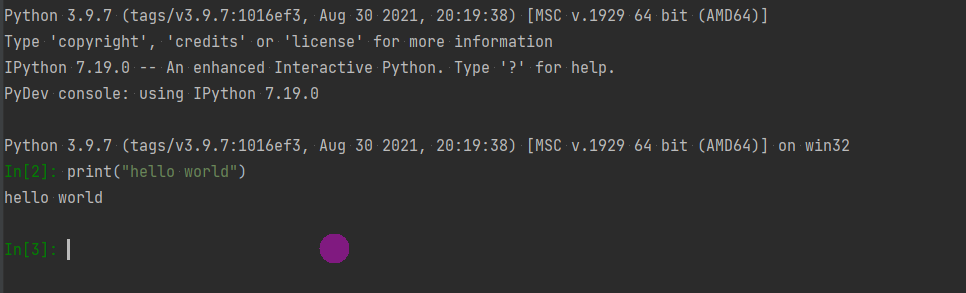 Python 3.9.7 (tags/v3.9.7:1016ef3, Aug 30 2021, 20:19:38) [MSC v.1929 64 bit (AMD64)]
Type 'copyright', 'credits' or 'license' for more information
IPython 7.19.0 -- An enhanced Interactive Python. Type '?' for help.
PyDev console: using IPython 7.19.0
Python 3.9.7 (tags/v3.9.7:1016ef3, Aug 30 2021, 20:19:38) [MSC v.1929 64 bit (AMD64)] on win32
In[2]: print("hello world")
hello world
In[3]: